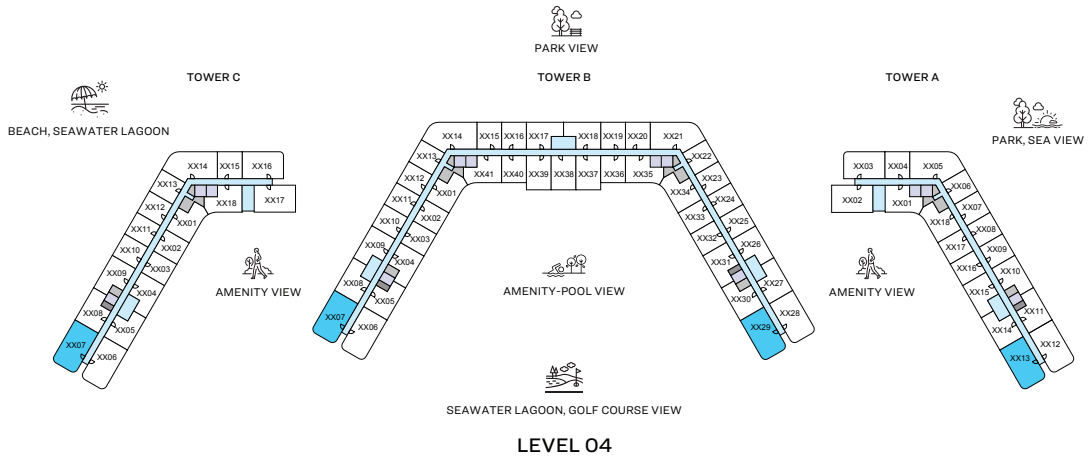 PARK VIEW
TOWER C
TOWER B
TOWER A
BEACH, SEAWATER LAGOON
PARK, SEA VIEW
XX14
XX15
XX16
XX13
XX12
XX11
XX10
XX09
XX08
XX07
XX01
XX18
XX17
XX02
XX03
XX04
XX05
XX06
XX14
XX15
XX16
XX17
XX18
XX19
XX20
XX21
XX13
XX12
XX11
XX10
XX09
XX08
XX07
XX41
XX40
XX39
XX38
XX37
XX36
XX35
XX01
XX02
XX03
XX04
XX05
XX06
XX22
XX23
XX24
XX25
XX26
XX27
XX28
XX34
XX33
XX32
XX31
XX30
XX29
XX03
XX04
XX05
XX02
XX01
XX06
XX07
XX08
XX09
XX10
XX11
XX12
XX18
XX17
XX16
XX15
XX14
XX13
AMENITY VIEW
AMENITY-POOL VIEW
AMENITY VIEW
SEAWATER LAGOON, GOLF COURSE VIEW
LEVEL 04